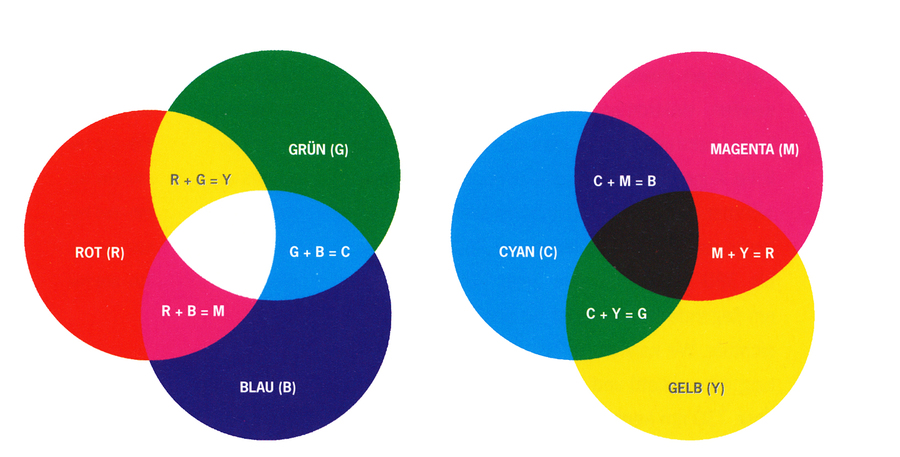 GRÜN (G)
R + G = Y
ROT (R)
G + B = C
R + B = M
BLAU (B)
MAGENTA (M)
C + M = B
CYAN (C)
M + Y = R
C + Y = G
GELB (Y)